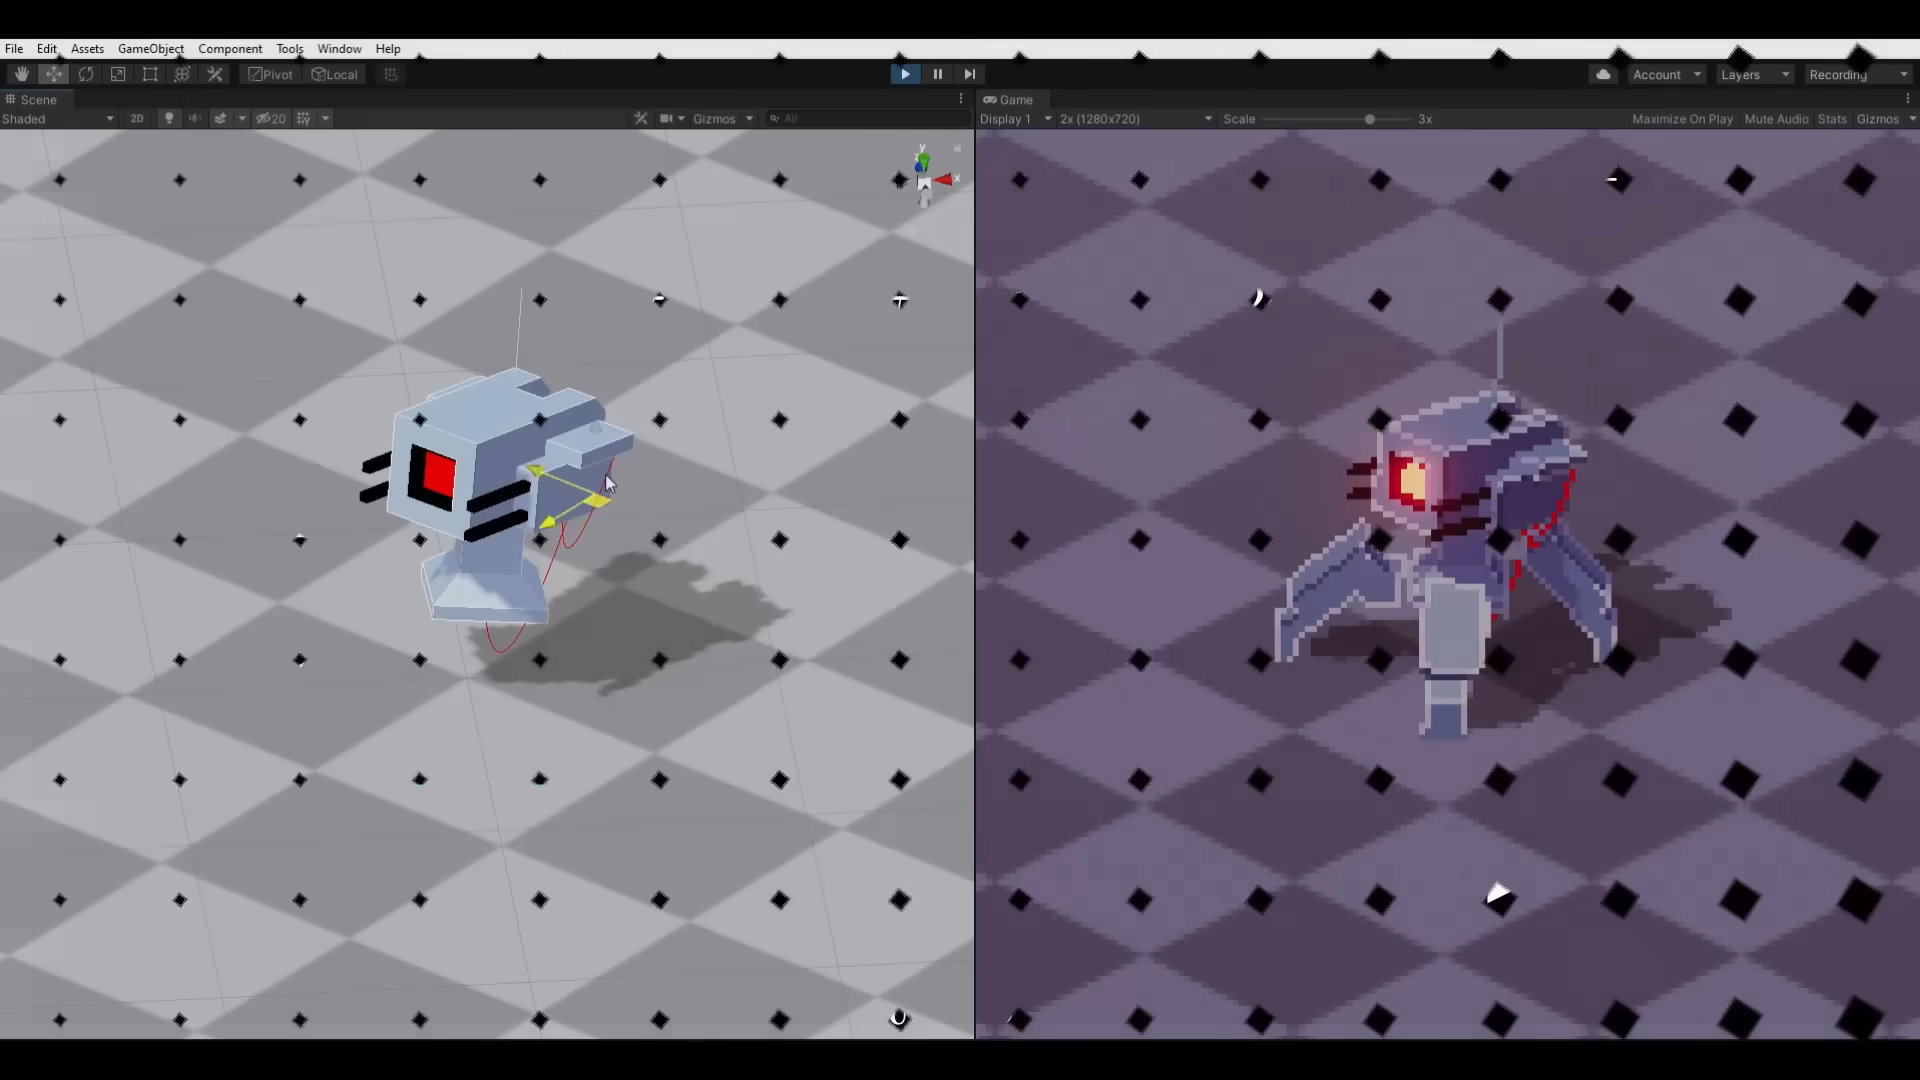 File Edit Assets GameObject Component Tools Window Help
Pivot Local Account Layers Recording
Scene Game
Shaded 2D 20 Gizmos All Display 1 2x (1280x720) Scale 3x Maximize On Play Mute Audio Stats Gizmos
y
x